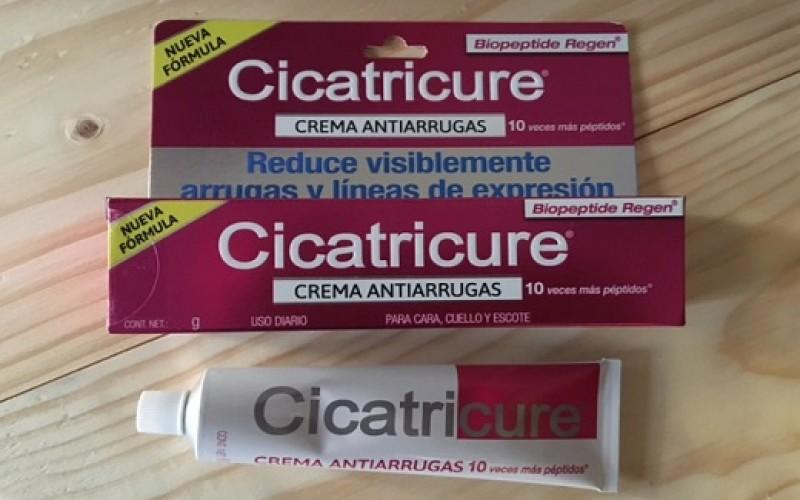 NUEVA
FÓRMULA
Biopeptide Regen®
Cicatricure®
CREMA ANTIARRUGAS 10 veces más péptidos*
Reduce visiblemente
arrugas y líneas de expresión
NUEVA
FÓRMULA
Biopeptide Regen®
Cicatricure®
CREMA ANTIARRUGAS 10 veces más péptidos*
CONT. NET.: g USO DIARIO PARA CARA, CUELLO Y ESCOTE
Cicatricure
CREMA ANTIARRUGAS 10 veces más péptidos*